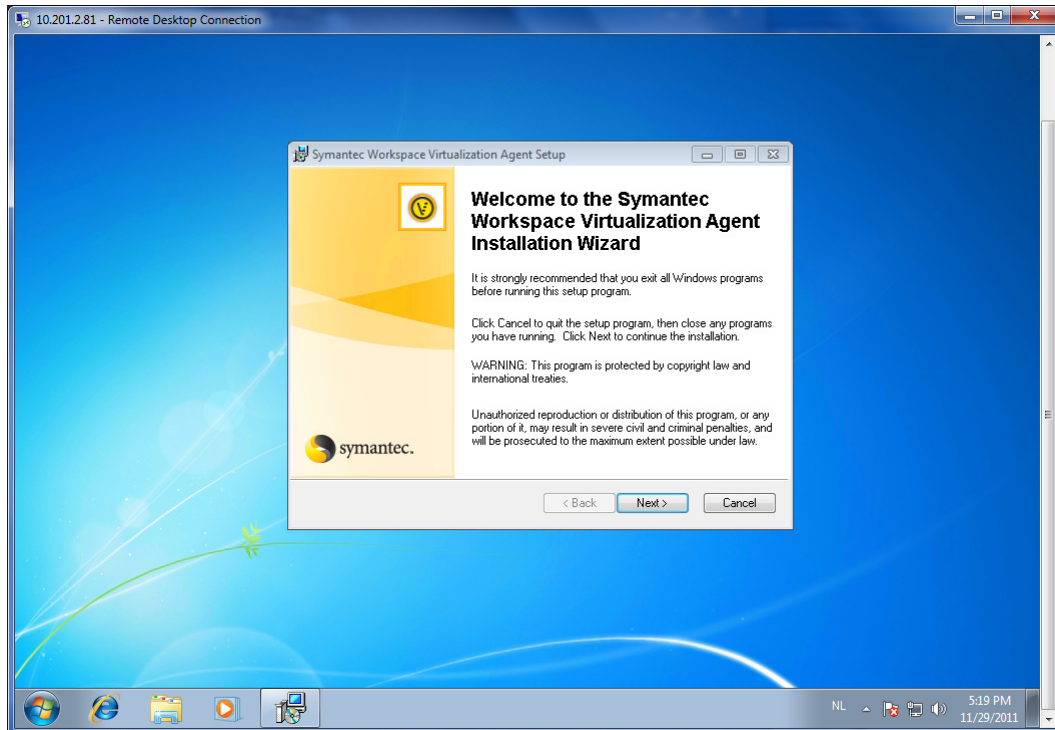 10.201.2.81 - Remote Desktop Connection
Symantec Workspace Virtualization Agent Setup
Welcome to the Symantec
Workspace Virtualization Agent
Installation Wizard
It is strongly recommended that you exit all Windows programs
before running this setup program.
Click Cancel to quit the setup program, then close any programs
you have running. Click Next to continue the installation.
WARNING: This program is protected by copyright law and
international treaties.
Unauthorized reproduction or distribution of this program, or any
portion of it, may result in severe civil and criminal penalties, and
will be prosecuted to the maximum extent possible under law.
symantec.
< Back
Next >
Cancel
NL
5:19 PM
11/29/2011